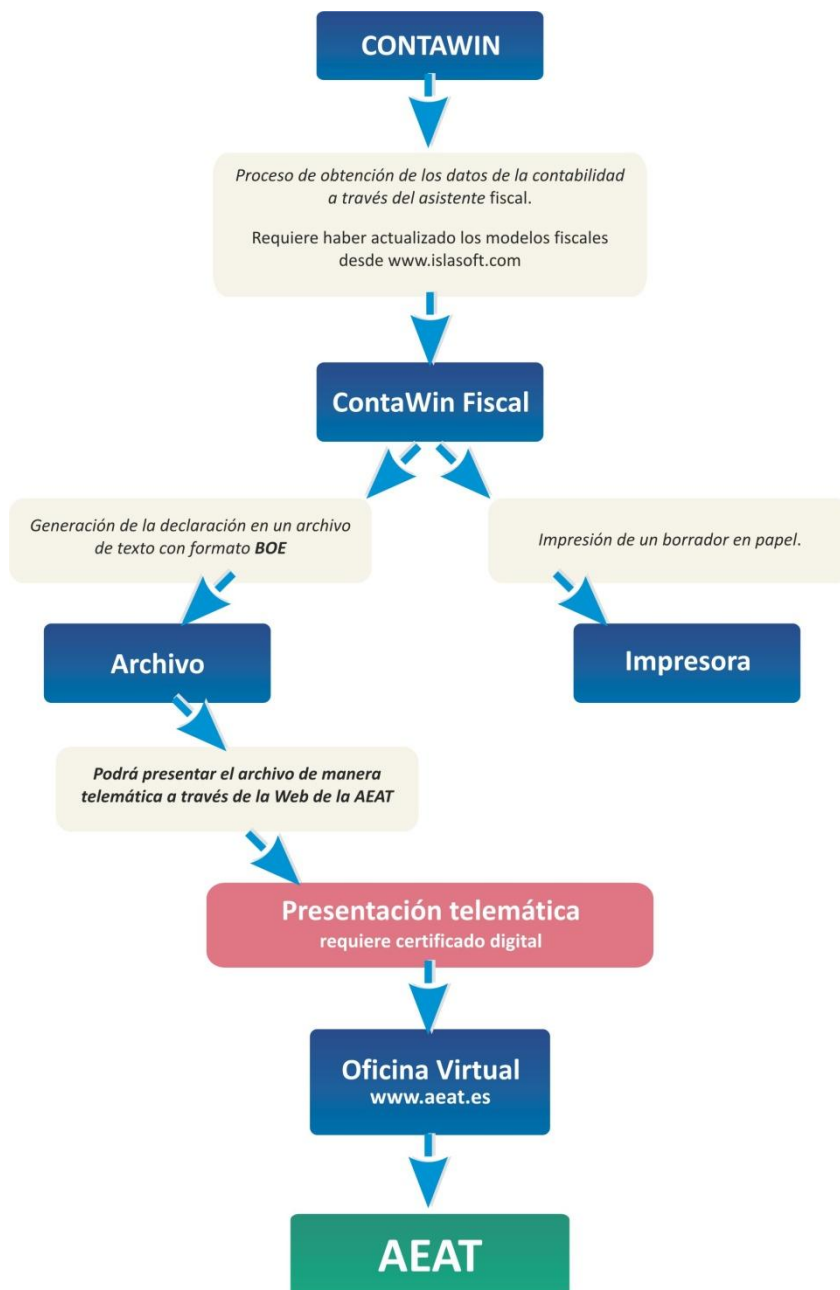 CONTAWIN
Proceso de obtención de los datos de la contabilidad
a través del asistente fiscal.
Requiere haber actualizado los modelos fiscales
desde www.islasoft.com
ContaWin Fiscal
Generación de la declaración en un archivo
de texto con formato BOE
Impresión de un borrador en papel.
Archivo
Impresora
Podrá presentar el archivo de manera
telemática a través de la Web de la AEAT
Presentación telemática
requiere certificado digital
Oficina Virtual
www.aeat.es
AEAT